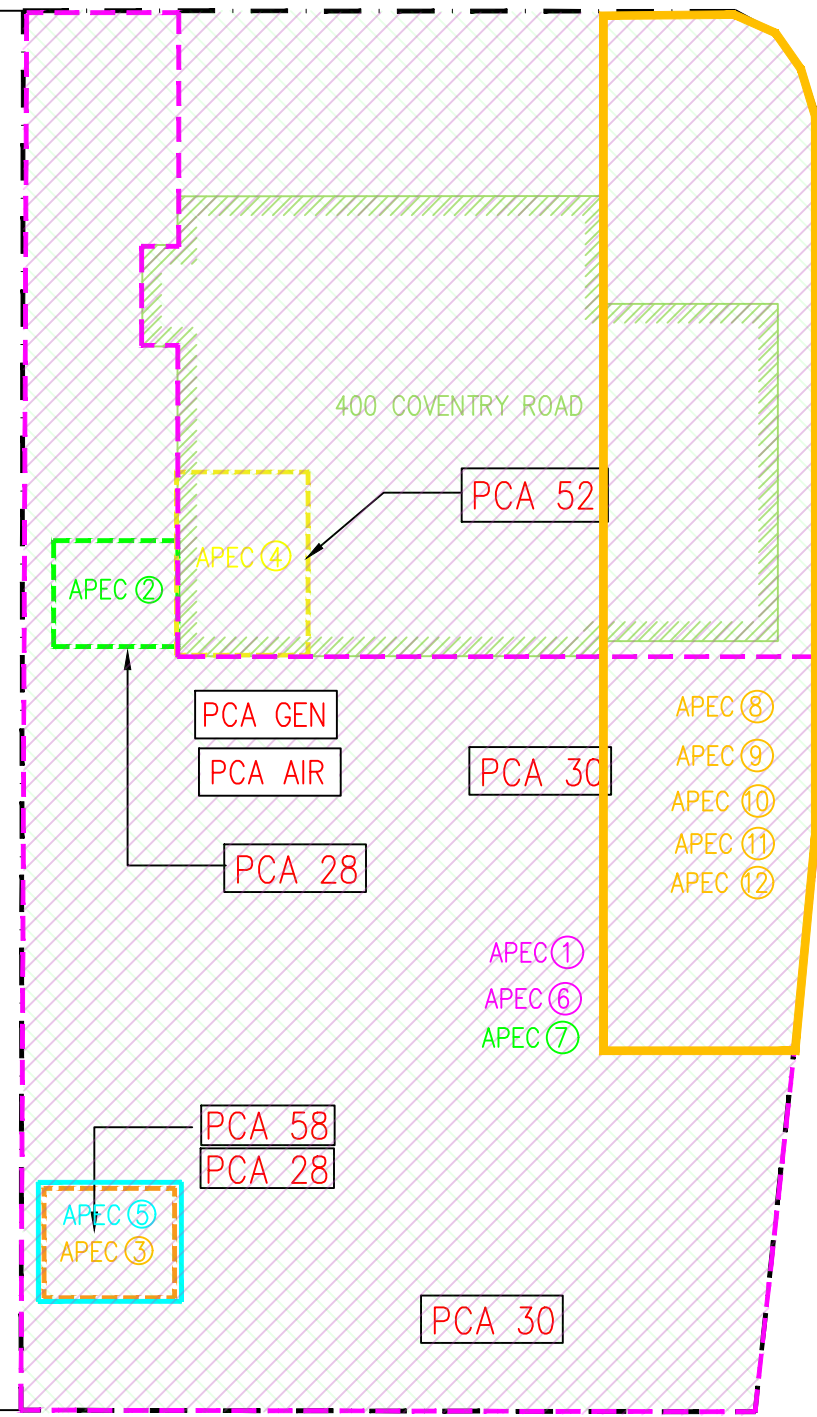 400 COVENTRY ROAD
PCA 52
APEC 4
APEC 2
PCA GEN
PCA AIR
PCA 30
PCA 28
APEC 8
APEC 9
APEC 10
APEC 11
APEC 12
APEC 1
APEC 6
APEC 7
PCA 58
PCA 28
APEC 5
APEC 3
PCA 30